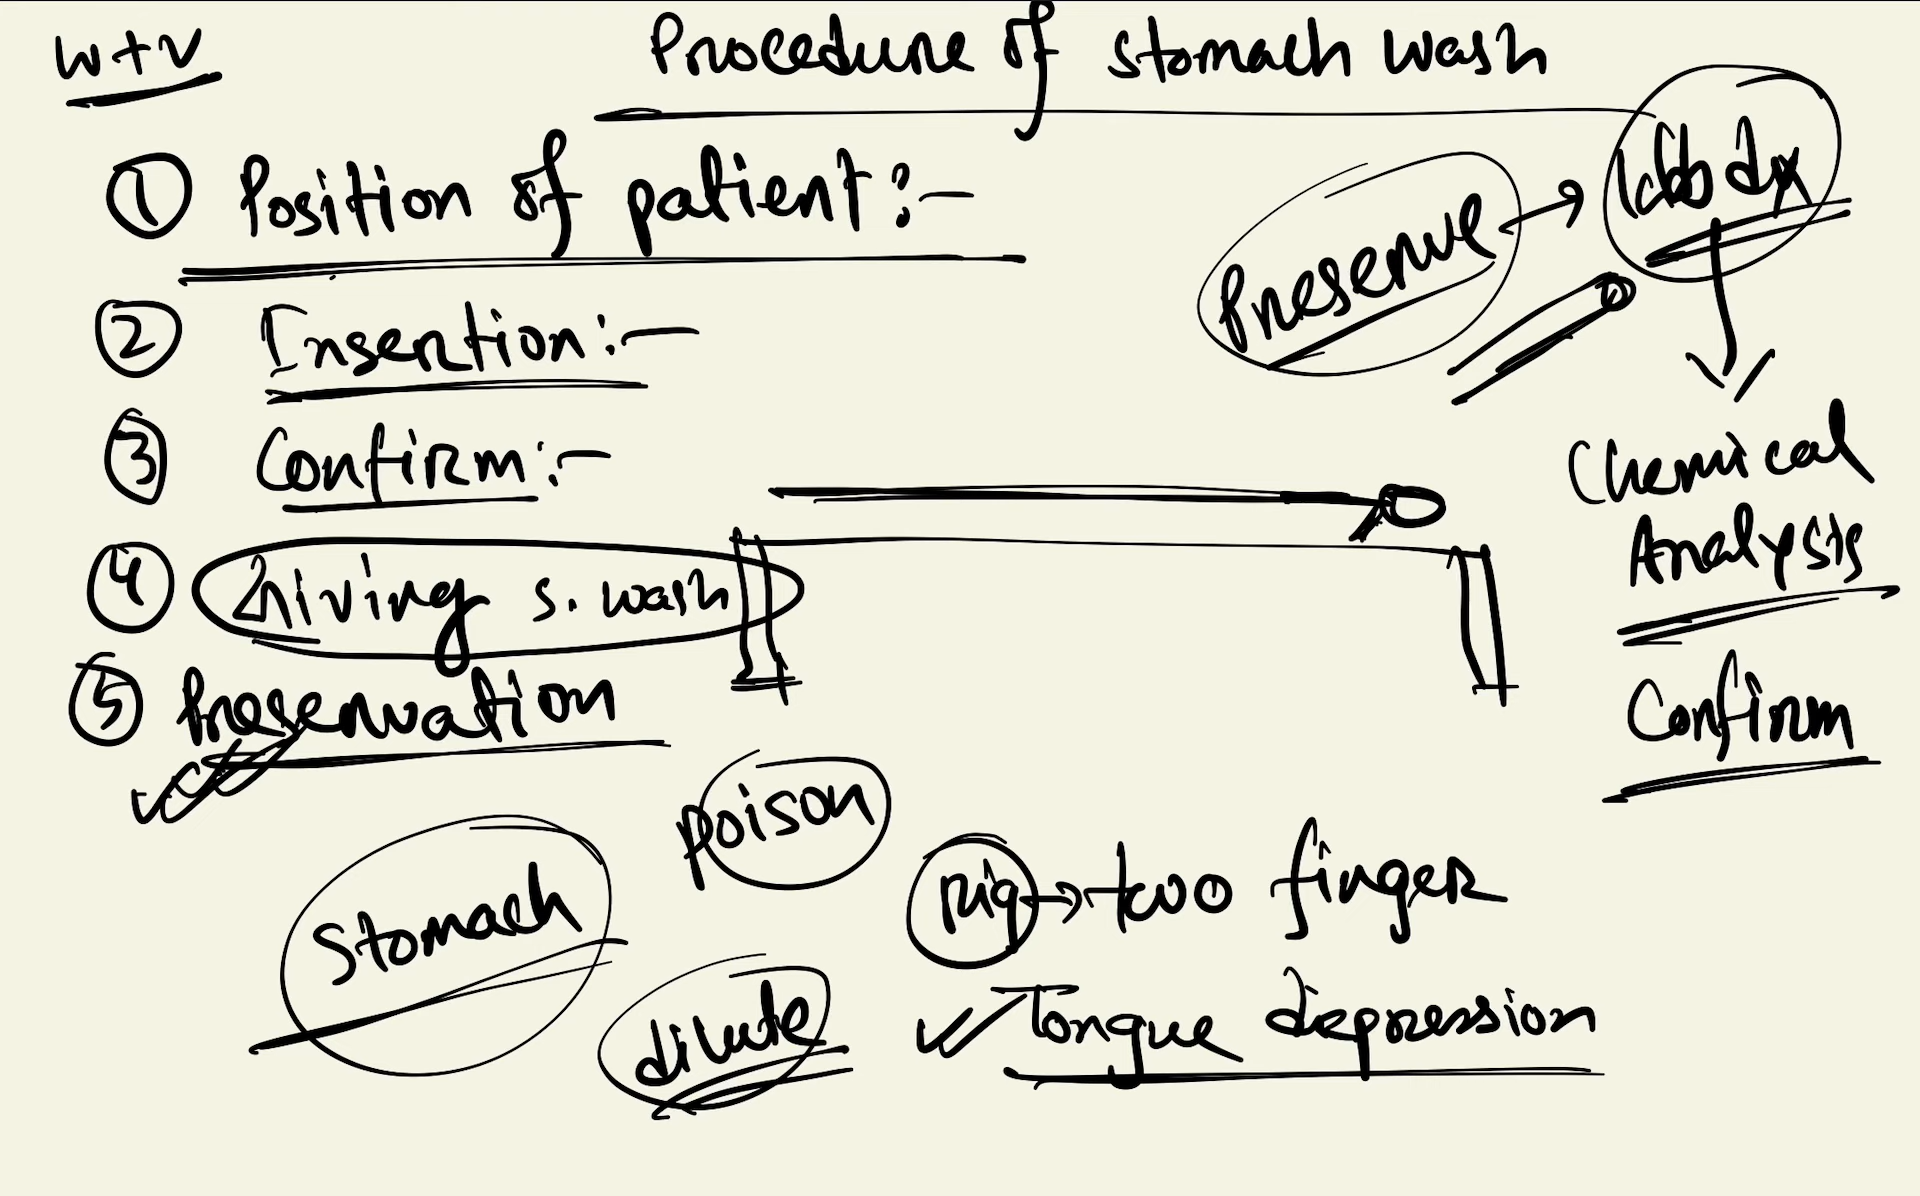 w+v
Procedure of stomach wash
① Position of patient:-
② Insertion:-
③ Confirm:-
④ Giving s. wash
⑤ Preservation
Preserve → lab dx
Chemical
Analysis
Confirm
poison
Stomach
dilute
Rig → two finger
Tongue depression